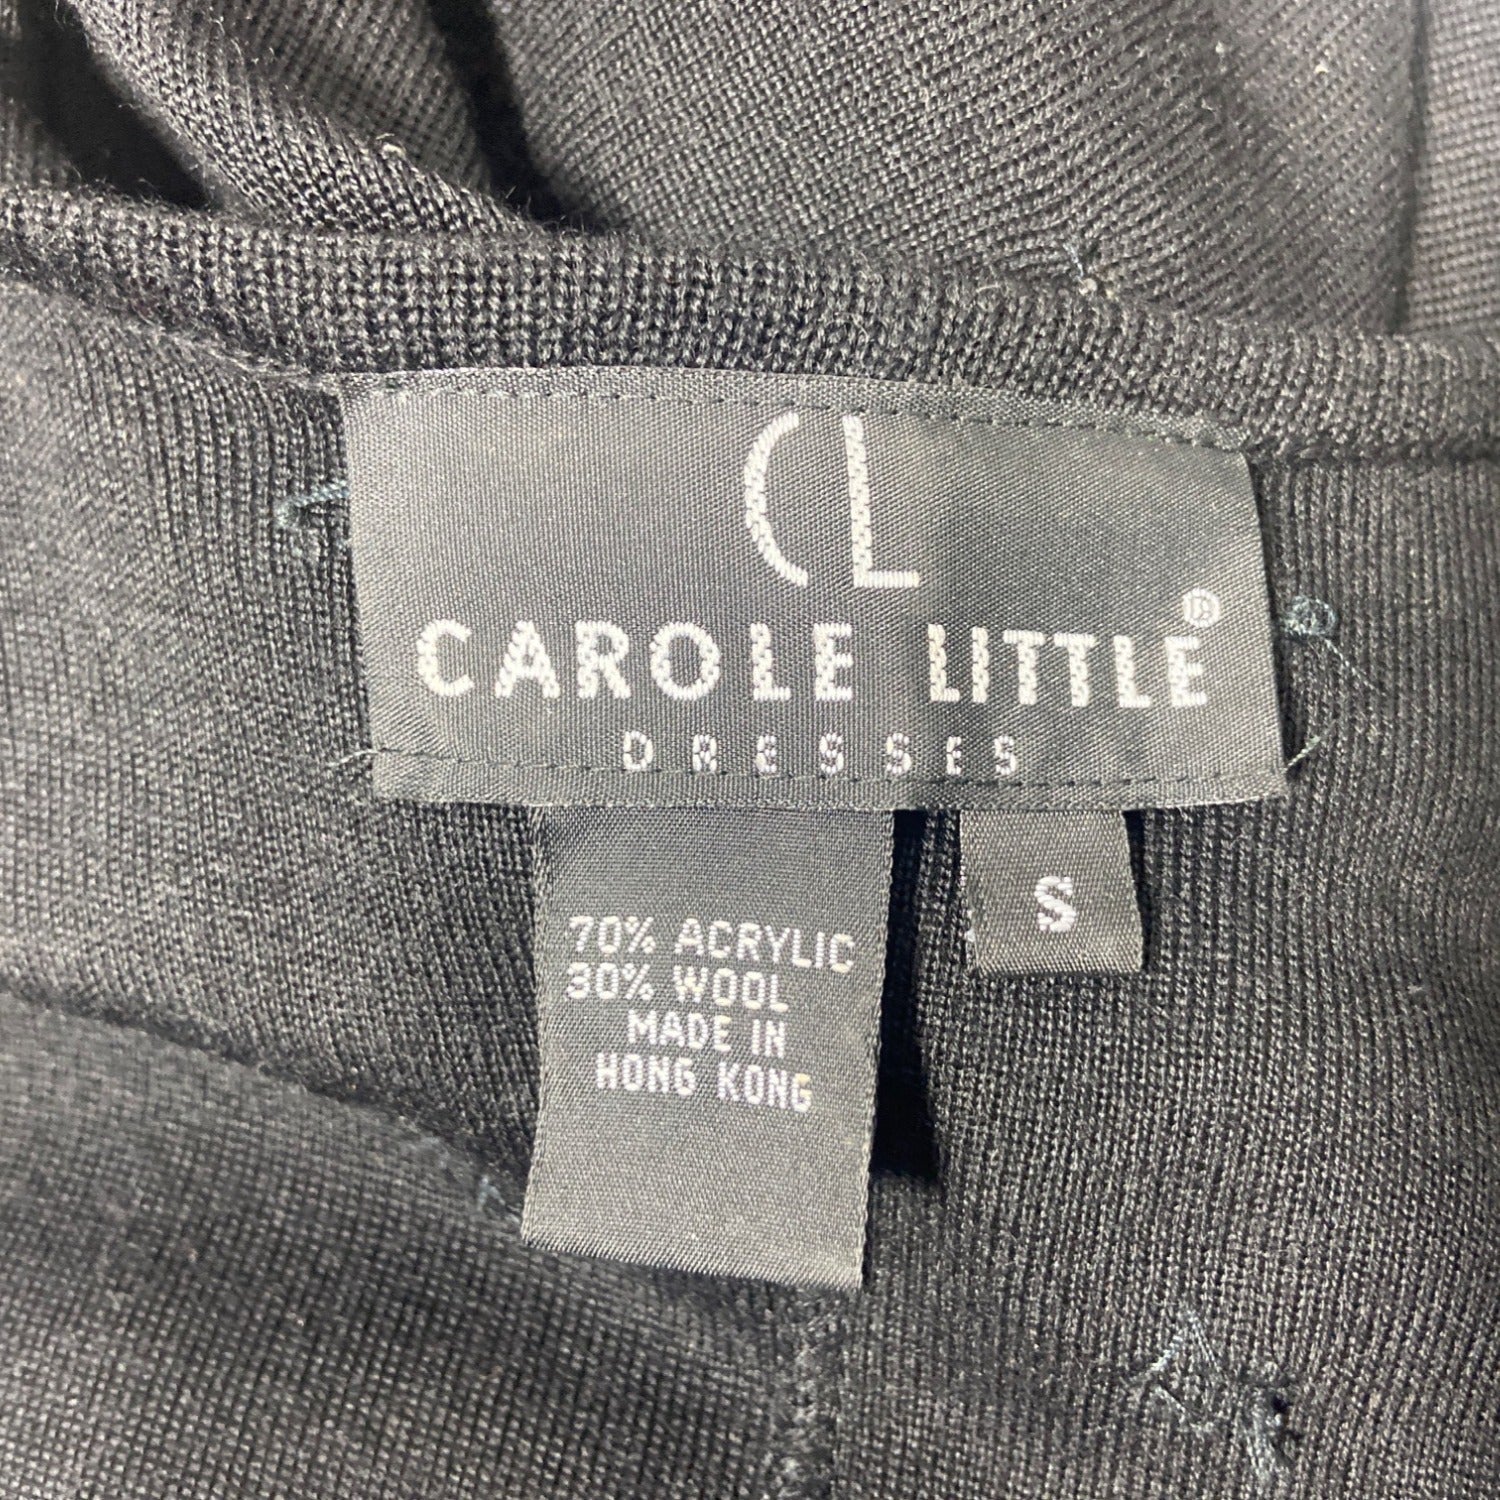 CL
CAROLE LITTLE®
DRESSES
S
70% ACRYLIC
30% WOOL
MADE IN
HONG KONG